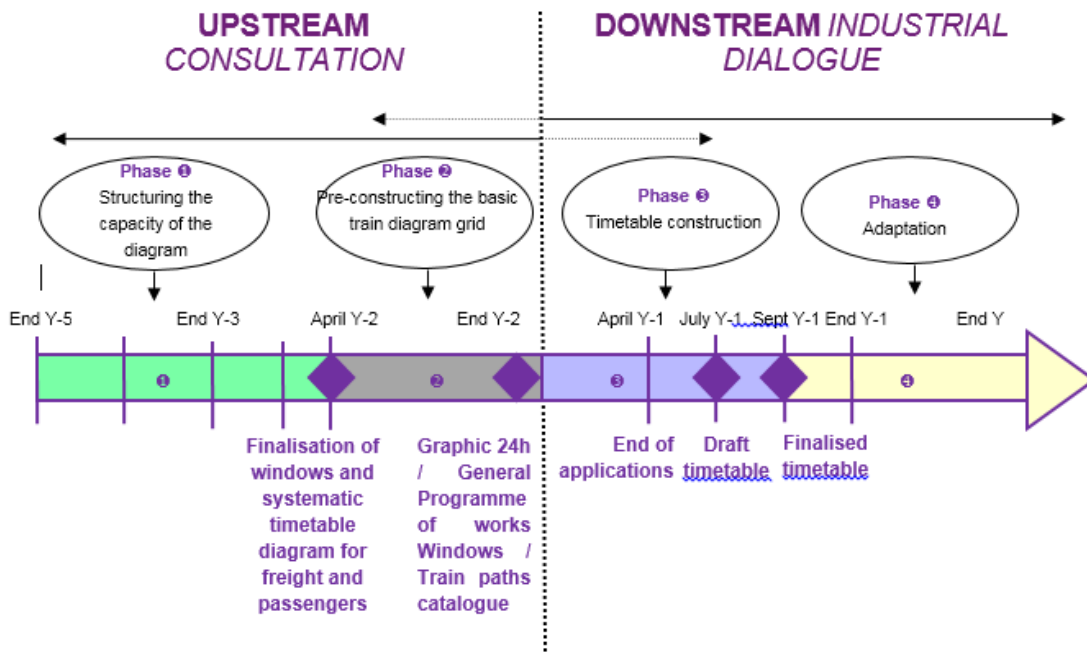 UPSTREAM
CONSULTATION
DOWNSTREAM INDUSTRIAL
DIALOGUE
Phase ❶
Structuring the
capacity of the
diagram
Phase ❷
Pre-constructing the basic
train diagram grid
Phase ❸
Timetable construction
Phase ❹
Adaptation
End Y-5
End Y-3
April Y-2
End Y-2
April Y-1
July Y-1
Sept Y-1
End Y-1
End Y
❶
❷
❸
❹
Finalisation of
windows and
systematic
timetable
diagram for
freight and
passengers
Graphic 24h
/ General
Programme
of works
Windows /
Train paths
catalogue
End of
applications
Draft
timetable
Finalised
timetable